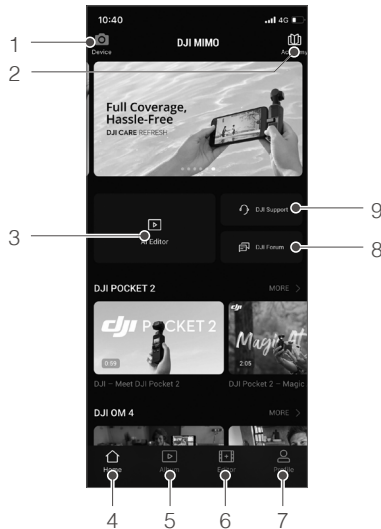 10:40
4G
1
Device
DJI MIMO
Academy
2
Full Coverage,
Hassle-Free
DJI CARE REFRESH
3
AI Editor
DJI Support
9
DJI Forum
8
DJI POCKET 2
MORE >
dji POCKET 2
0:59
dji
2:05
DJI – Meet DJI Pocket 2
DJI Pocket 2 – Magic
DJI OM 4
MORE >
Home
Album
Editor
Profile
4
5
6
7